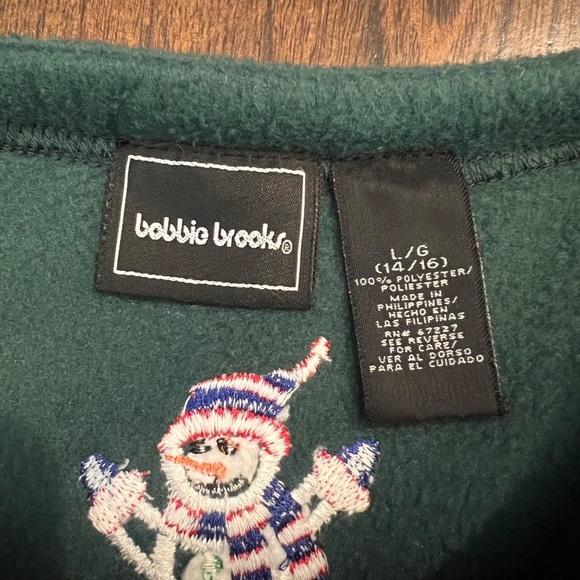 bobbie brooks®
L/G
(14/16)
100% POLYESTER/
POLIESTER
MADE IN
PHILIPPINES/
HECHO EN
LAS FILIPINAS
RN# 67227
SEE REVERSE
FOR CARE/
VER AL DORSO
PARA EL CUIDADO